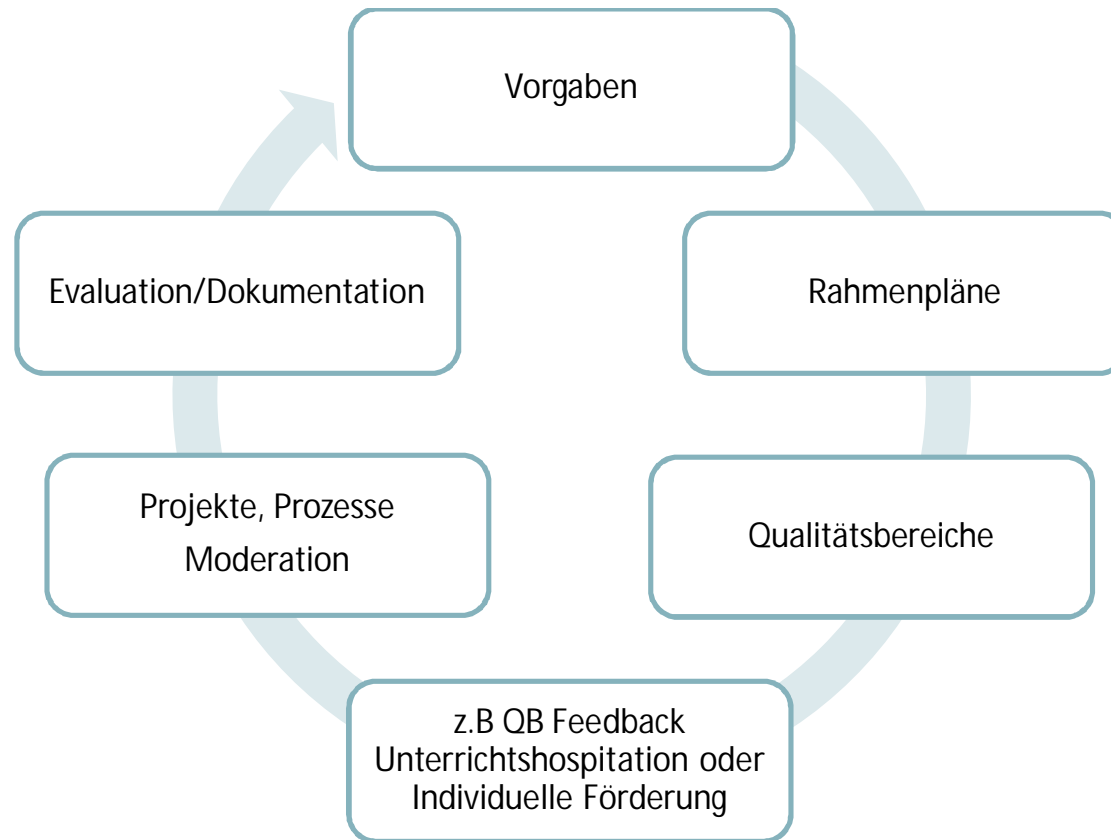 Vorgaben
Rahmenpläne
Qualitätsbereiche
z.B QB Feedback
Unterrichtshospitation oder
Individuelle Förderung
Projekte, Prozesse
Moderation
Evaluation/Dokumentation